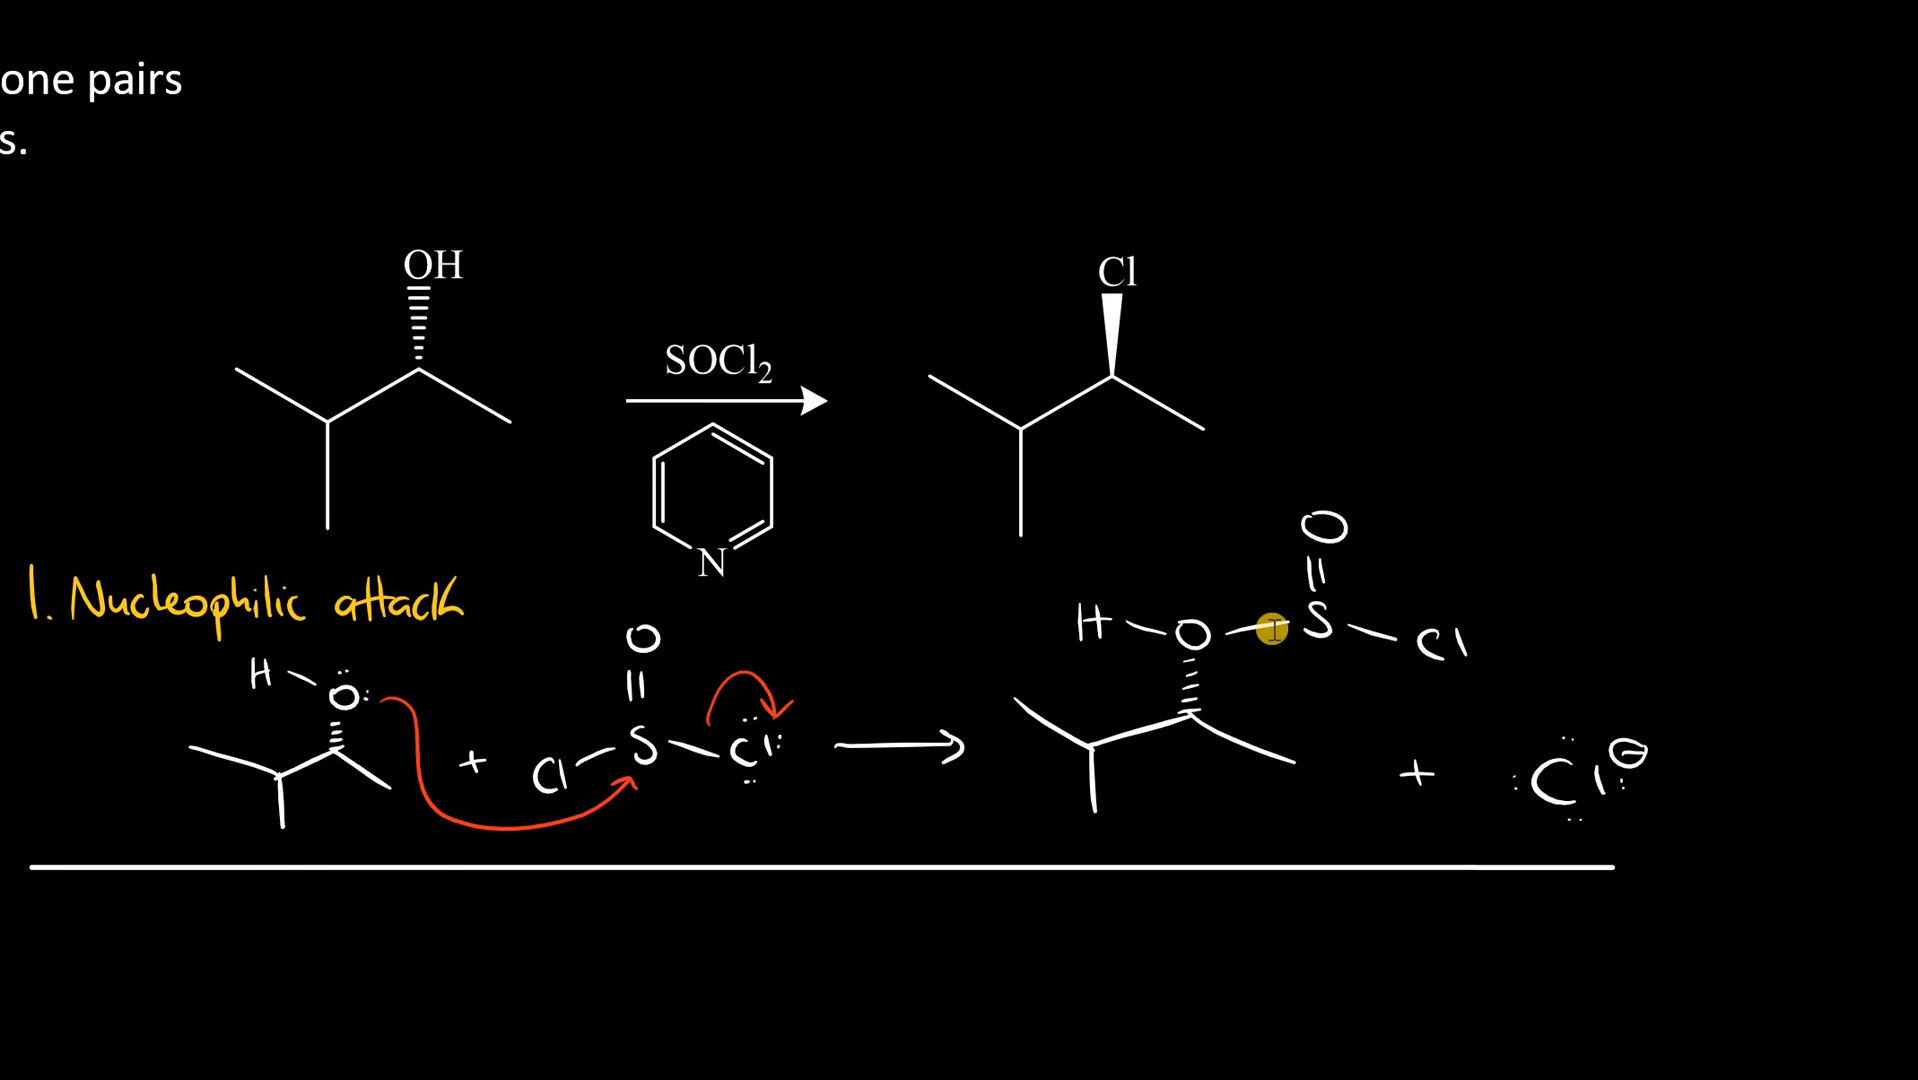 one pairs
s.
OH
Cl
SOCl₂
N
1. Nucleophilic attack
O
H O S Cl
H O: + Cl S Cl: O
+ :Cl: ⊖